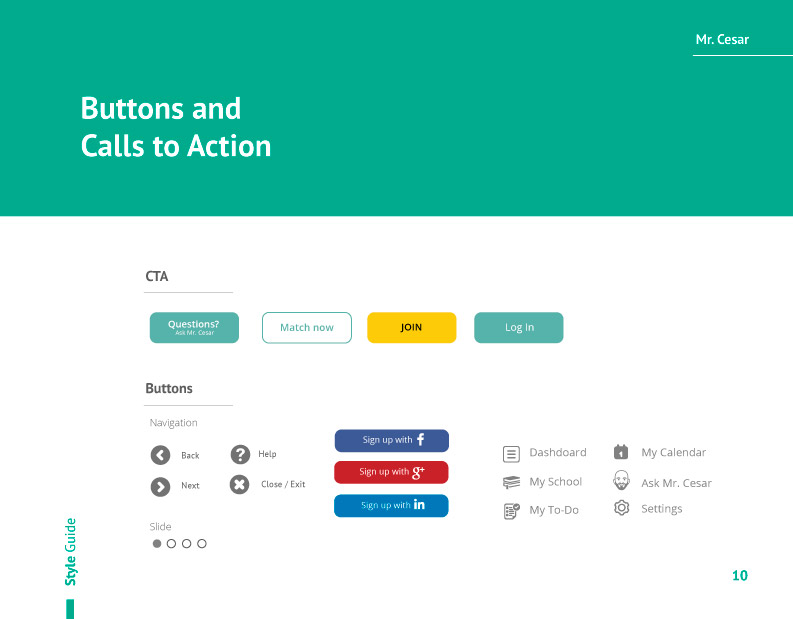 Mr. Cesar
Buttons and
Calls to Action
CTA
Questions?
Ask Mr. Cesar
Match now
JOIN
Log In
Buttons
Navigation
Back
Help
Next
Close / Exit
Slide
Sign up with f
Sign up with g+
Sign up with in
Dashdoard
My School
My To-Do
1
My Calendar
Ask Mr. Cesar
Settings
Style Guide
10